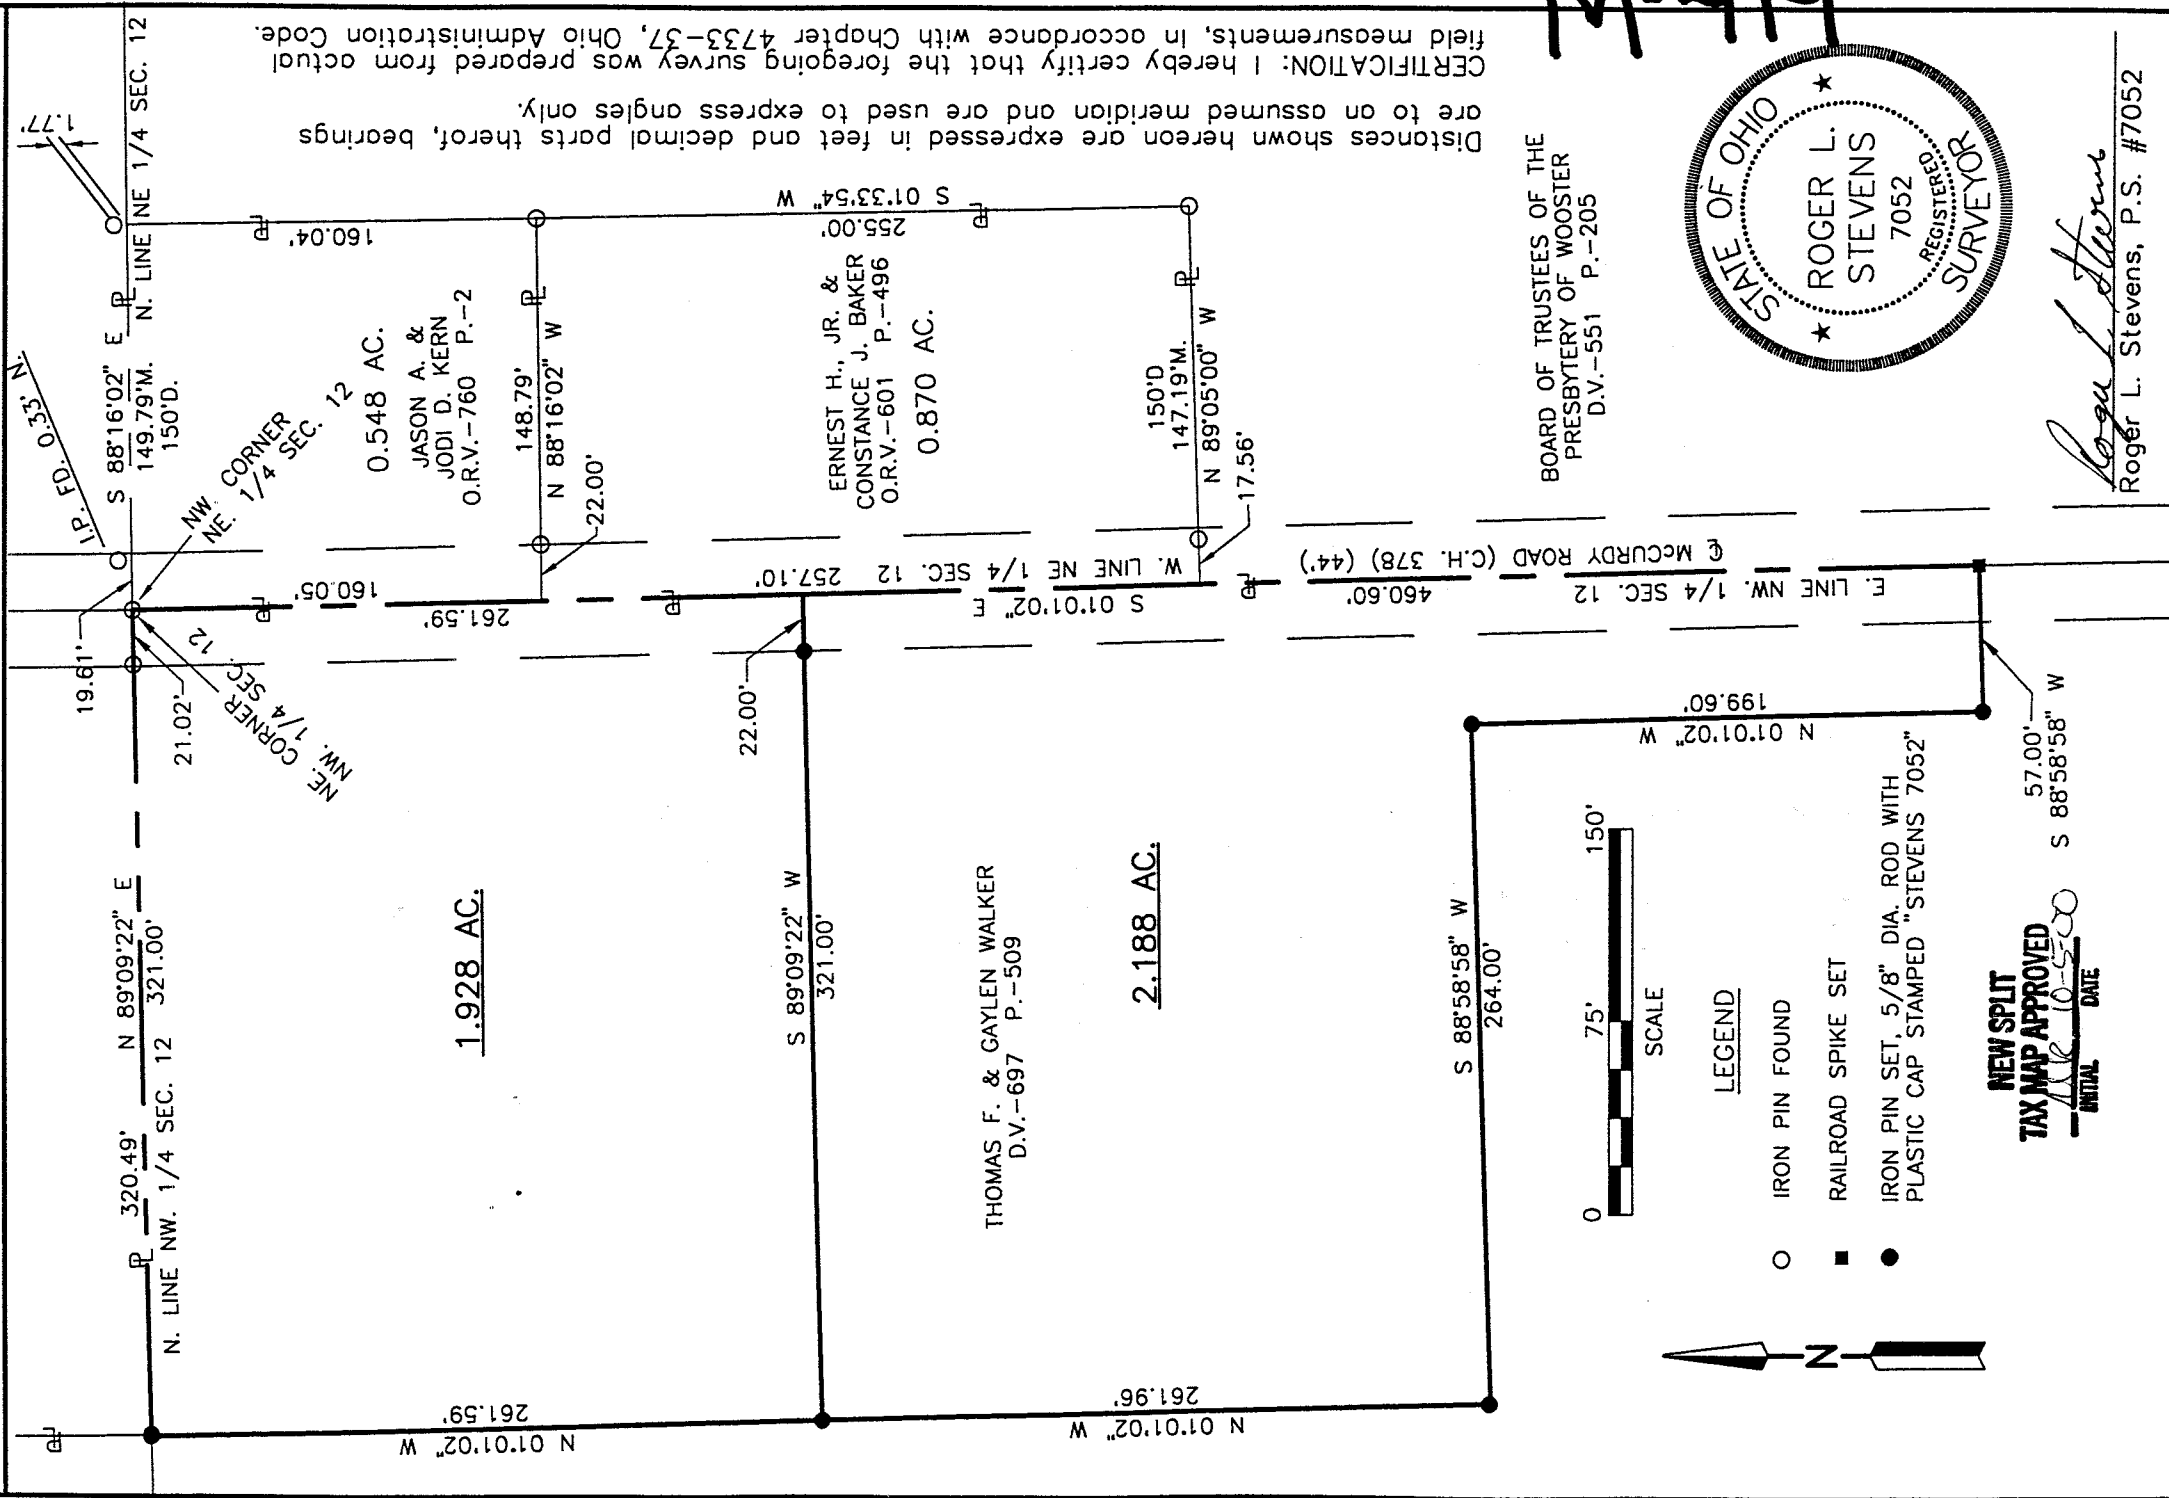 I.P. FD. 0.33' N.
1.77'
S 88°16'02" E
149.79'M.
150'D.
N. LINE NE 1/4 SEC. 12
19.61'
NW. CORNER
NE. 1/4 SEC. 12
21.02'
NE. CORNER
NW. 1/4 SEC. 12
N 89°09'22" E
320.49'
321.00'
N. LINE NW. 1/4 SEC. 12
1.928 AC.
N 01°01'02" W
261.59'
160.05'
261.59'
0.548 AC.
JASON A. &
JODI D. KERN
O.R.V.-760 P.-2
160.04'
148.79'
N 88°16'02" W
22.00'
S 01°33'54" W
255.00'
ERNEST H., JR. &
CONSTANCE J. BAKER
O.R.V.-601 P.-496
0.870 AC.
150'D
147.19'M.
N 89°05'00" W
17.56'
257.10'
W. LINE NE 1/4 SEC. 12
S 01°01'02" E
22.00'
S 89°09'22" W
321.00'
THOMAS F. & GAYLEN WALKER
D.V.-697 P.-509
2.188 AC.
N 01°01'02" W
261.96'
S 88°58'58" W
264.00'
N 01°01'02" W
199.60'
460.60'
℄ McCURDY ROAD (C.H. 378) (44')
E. LINE NW. 1/4 SEC. 12
57.00'
S 88°58'58" W
BOARD OF TRUSTEES OF THE
PRESBYTERY OF WOOSTER
D.V.-551 P.-205
0 75' 150'
SCALE
LEGEND
IRON PIN FOUND
RAILROAD SPIKE SET
IRON PIN SET, 5/8" DIA. ROD WITH
PLASTIC CAP STAMPED "STEVENS 7052"
N
NEW SPLIT
TAX MAP APPROVED
10-5-00
INITIAL DATE
Distances shown hereon are expressed in feet and decimal parts therof, bearings
are to an assumed meridian and are used to express angles only.
CERTIFICATION: I hereby certify that the foregoing survey was prepared from actual
field measurements, in accordance with Chapter 4733-37, Ohio Administration Code.
STATE OF OHIO
ROGER L.
STEVENS
7052
REGISTERED
SURVEYOR
Roger L Stevens
Roger L. Stevens, P.S. #7052